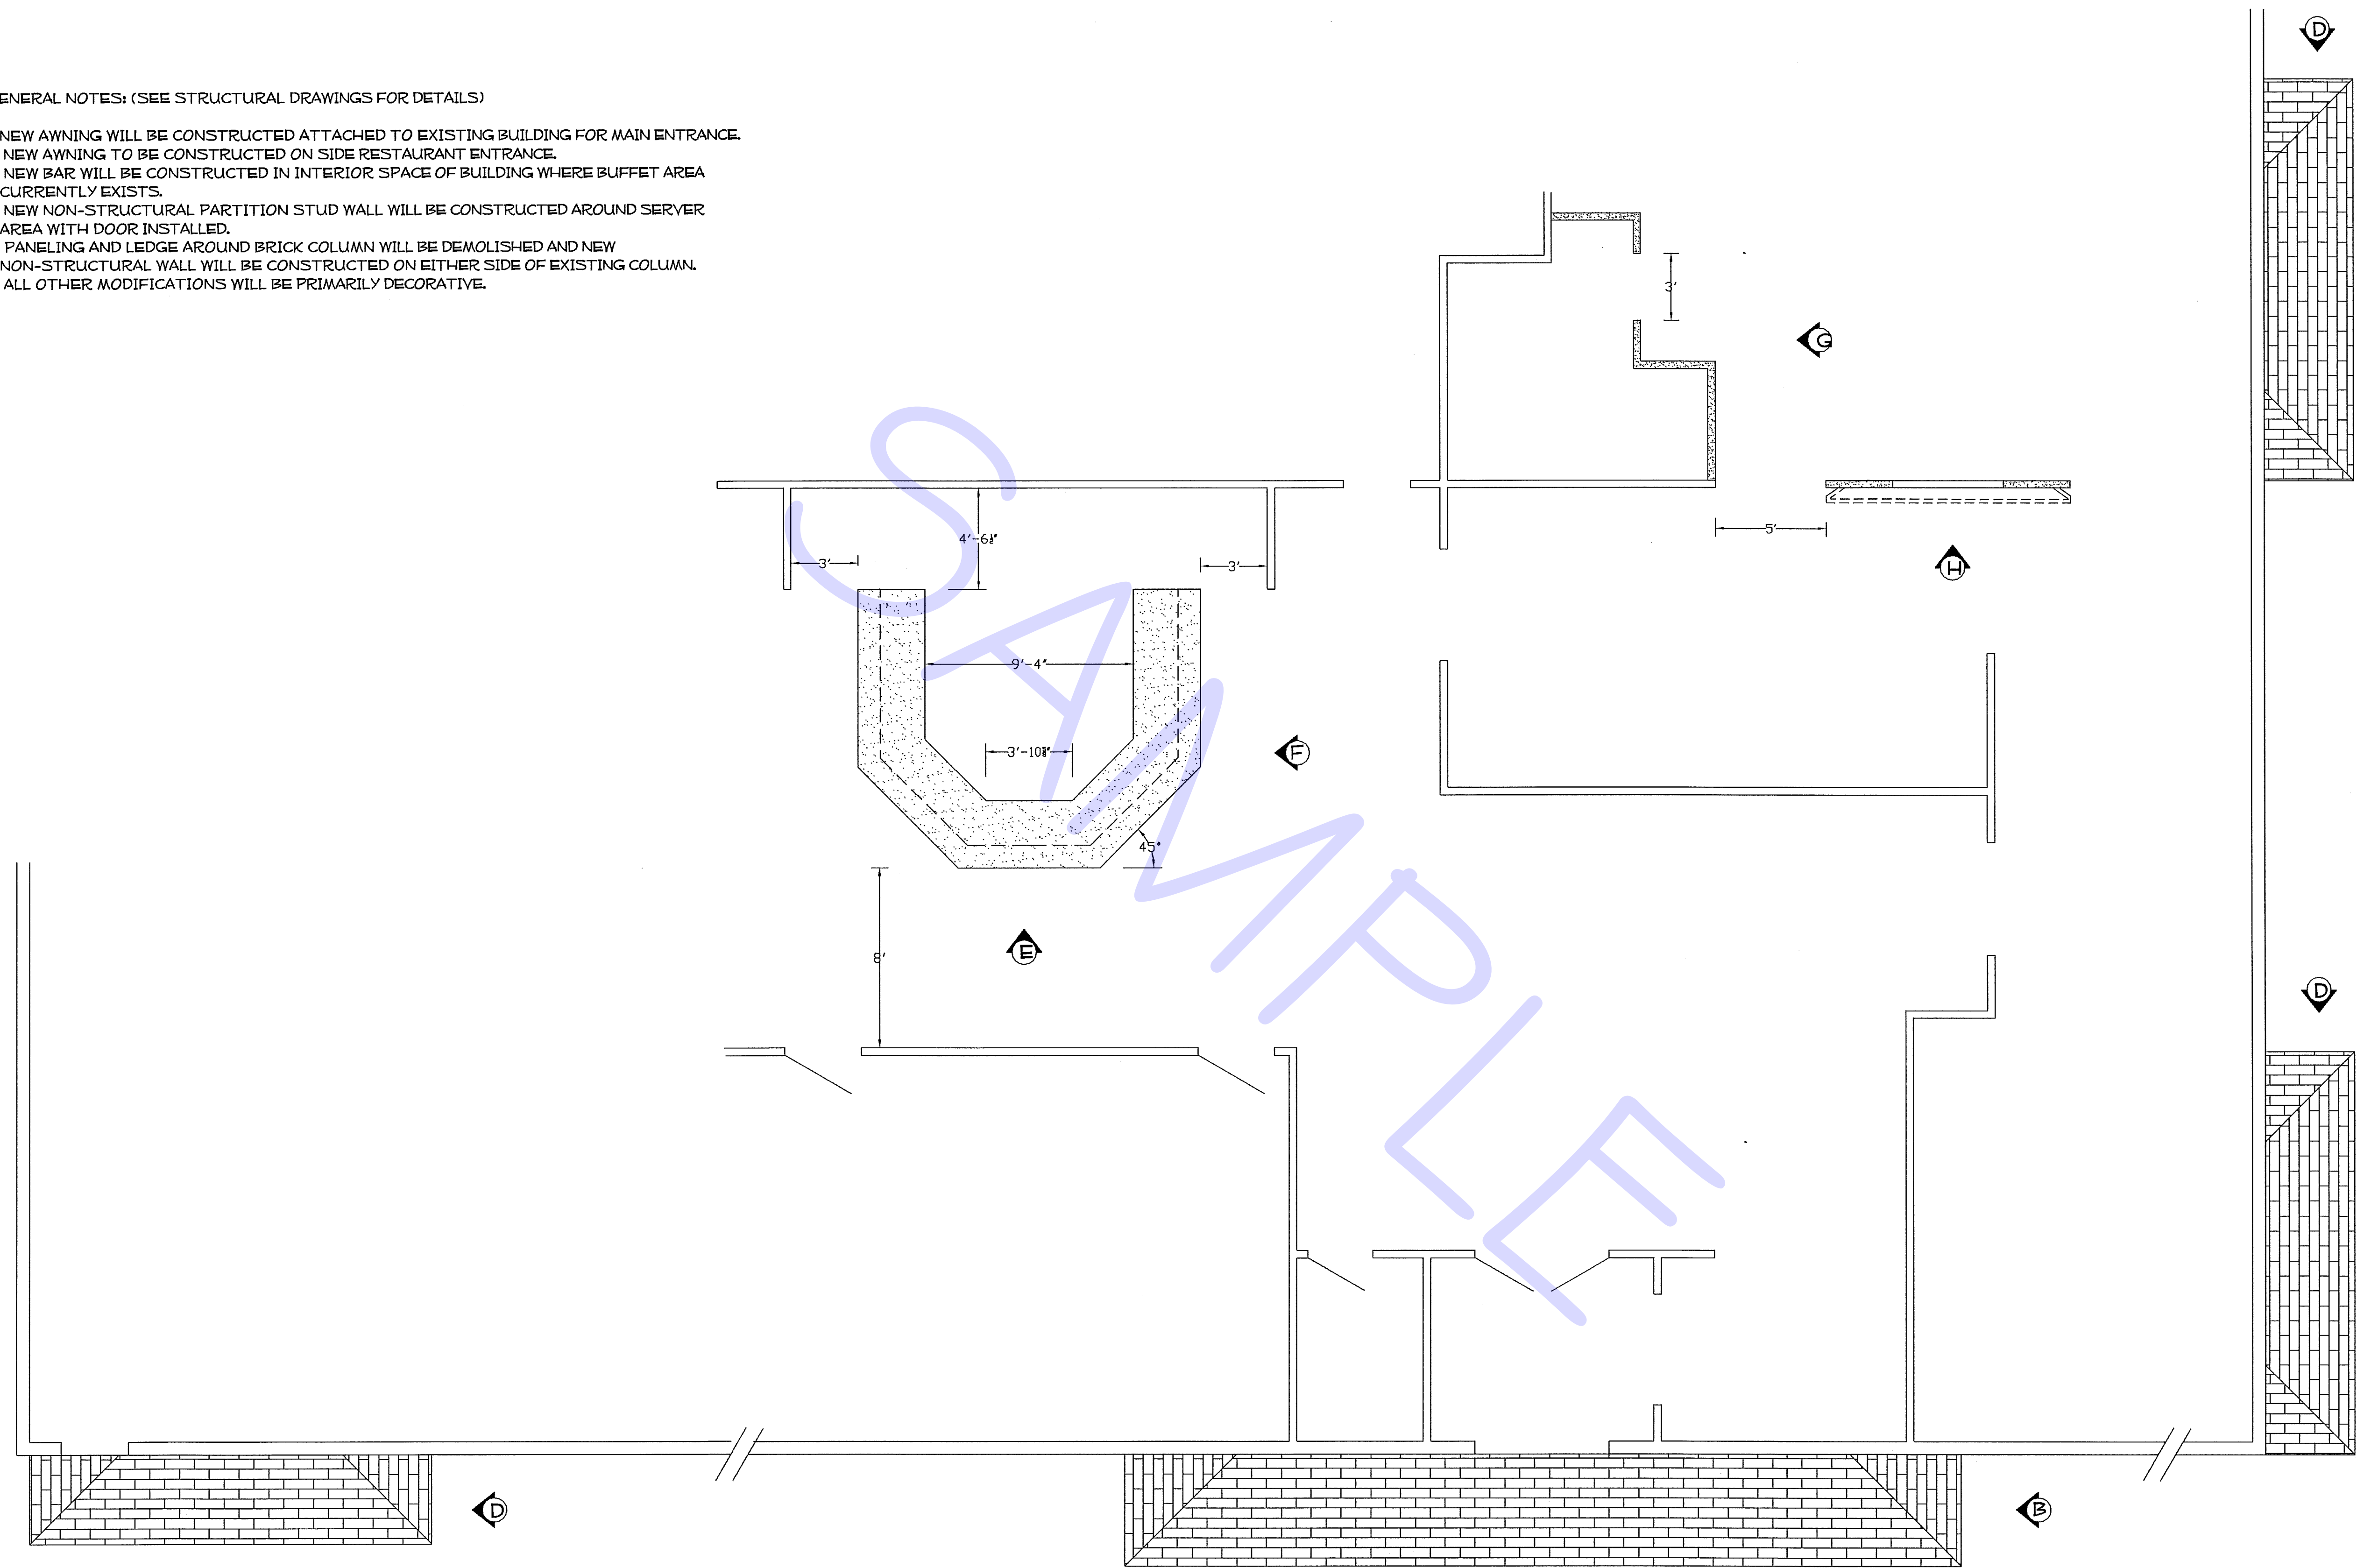 ENERAL NOTES: (SEE STRUCTURAL DRAWINGS FOR DETAILS)
NEW AWNING WILL BE CONSTRUCTED ATTACHED TO EXISTING BUILDING FOR MAIN ENTRANCE.
NEW AWNING TO BE CONSTRUCTED ON SIDE RESTAURANT ENTRANCE.
NEW BAR WILL BE CONSTRUCTED IN INTERIOR SPACE OF BUILDING WHERE BUFFET AREA
CURRENTLY EXISTS.
NEW NON-STRUCTURAL PARTITION STUD WALL WILL BE CONSTRUCTED AROUND SERVER
AREA WITH DOOR INSTALLED.
PANELING AND LEDGE AROUND BRICK COLUMN WILL BE DEMOLISHED AND NEW
NON-STRUCTURAL WALL WILL BE CONSTRUCTED ON EITHER SIDE OF EXISTING COLUMN.
ALL OTHER MODIFICATIONS WILL BE PRIMARILY DECORATIVE.
D
3'
G
SAMPLE
5'
4'-6½"
3'
3'
H
9'-4"
3'-10¾"
F
45°
E
8'
D
D
B